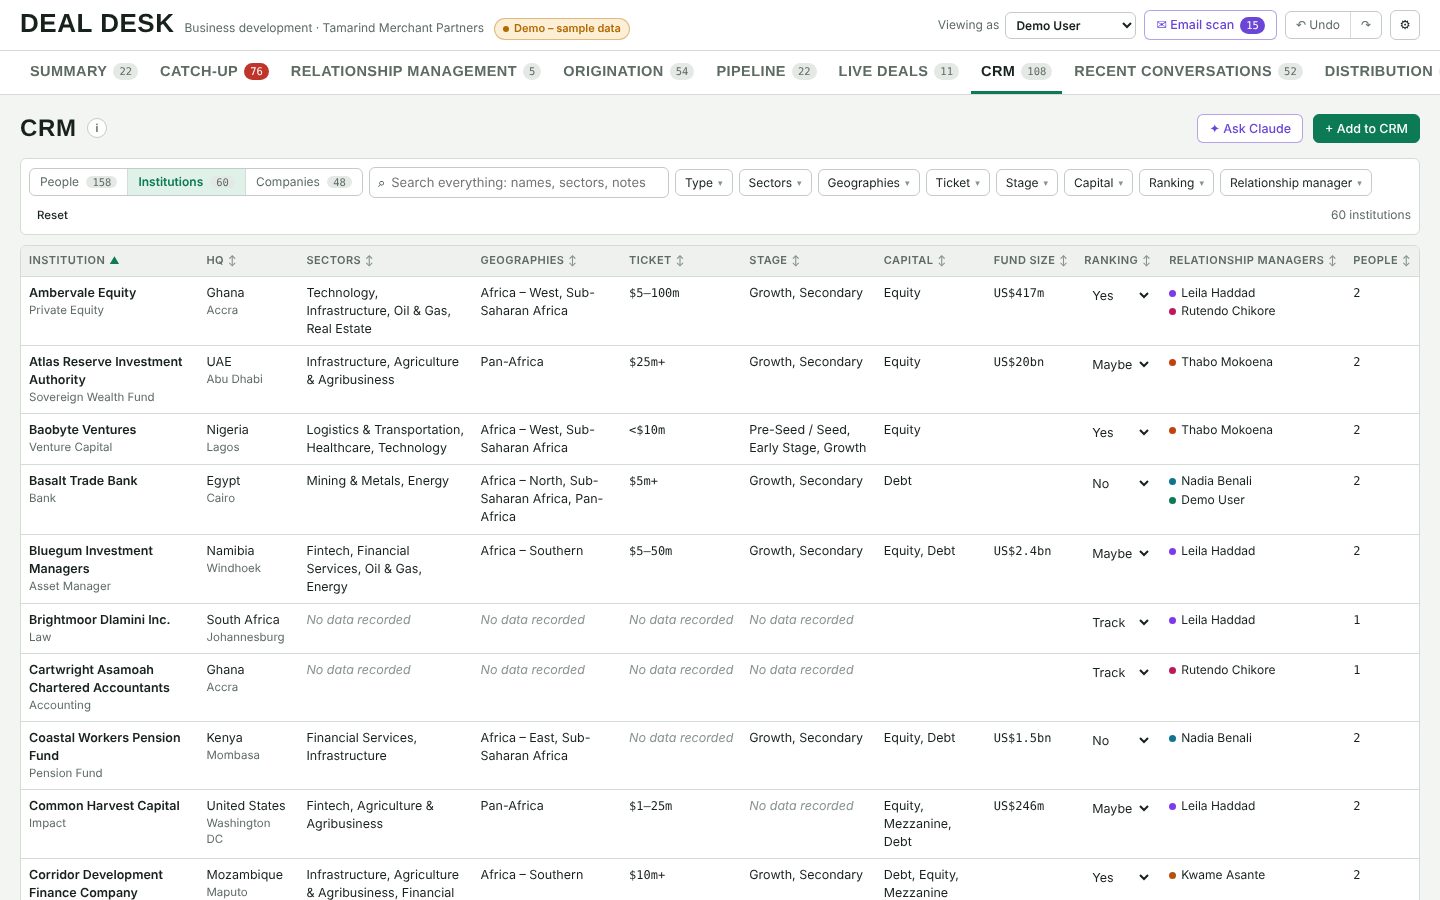 DEAL DESK Business development · Tamarind Merchant Partners Demo – sample data Viewing as Demo User Email scan 15 Undo
SUMMARY 22 CATCH-UP 76 RELATIONSHIP MANAGEMENT 5 ORIGINATION 54 PIPELINE 22 LIVE DEALS 11 CRM 108 RECENT CONVERSATIONS 52 DISTRIBUTION
CRM i Ask Claude + Add to CRM
People 158 Institutions 60 Companies 48 Search everything: names, sectors, notes Type Sectors Geographies Ticket Stage Capital Ranking Relationship manager
Reset 60 institutions
INSTITUTION HQ SECTORS GEOGRAPHIES TICKET STAGE CAPITAL FUND SIZE RANKING RELATIONSHIP MANAGERS PEOPLE
Ambervale Equity Ghana Technology, Africa – West, Sub- $5–100m Growth, Secondary Equity US$417m Yes Leila Haddad 2
Private Equity Accra Infrastructure, Oil & Gas, Saharan Africa Rutendo Chikore
Real Estate
Atlas Reserve Investment UAE Infrastructure, Agriculture Pan-Africa $25m+ Growth, Secondary Equity US$20bn Maybe Thabo Mokoena 2
Authority Abu Dhabi & Agribusiness
Sovereign Wealth Fund
Baobyte Ventures Nigeria Logistics & Transportation, Africa – West, Sub- <$10m Pre-Seed / Seed, Equity Yes Thabo Mokoena 2
Venture Capital Lagos Healthcare, Technology Saharan Africa Early Stage, Growth
Basalt Trade Bank Egypt Mining & Metals, Energy Africa – North, Sub- $5m+ Growth, Secondary Debt No Nadia Benali 2
Bank Cairo Saharan Africa, Pan- Demo User
Africa
Bluegum Investment Namibia Fintech, Financial Africa – Southern $5–50m Growth, Secondary Equity, Debt US$2.4bn Maybe Leila Haddad 2
Managers Windhoek Services, Oil & Gas,
Asset Manager Energy
Brightmoor Dlamini Inc. South Africa No data recorded No data recorded No data recorded No data recorded Track Leila Haddad 1
Law Johannesburg
Cartwright Asamoah Ghana No data recorded No data recorded No data recorded No data recorded Track Rutendo Chikore 1
Chartered Accountants Accra
Accounting
Coastal Workers Pension Kenya Financial Services, Africa – East, Sub- No data recorded Growth, Secondary Equity, Debt US$1.5bn No Nadia Benali 2
Fund Mombasa Infrastructure Saharan Africa
Pension Fund
Common Harvest Capital United States Fintech, Agriculture & Pan-Africa $1–25m No data recorded Equity, US$246m Maybe Leila Haddad 2
Impact Washington Agribusiness Mezzanine,
DC Debt
Corridor Development Mozambique Infrastructure, Agriculture Africa – Southern $10m+ Growth, Secondary Debt, Equity, Yes Kwame Asante 2
Finance Company Maputo & Agribusiness, Financial Mezzanine